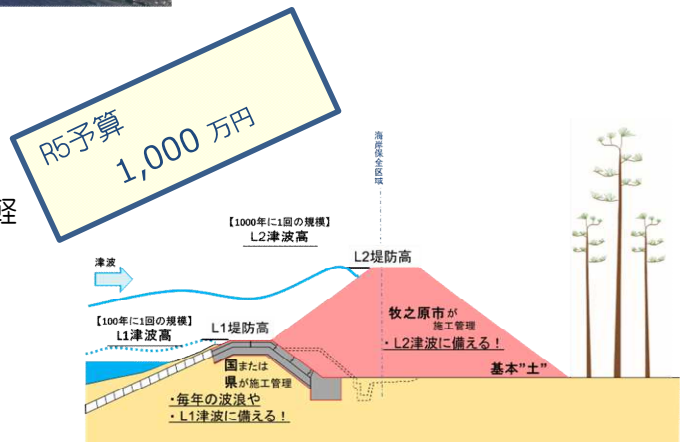 R5予算
1,000 万円
軽
海岸保全区域
【1000年に1回の規模】
L2津波高
L2堤防高
津波
【100年に1回の規模】
L1津波高
L1堤防高
牧之原市が
施工管理
・L2津波に備える！
国または
県が施工管理
・毎年の波浪や
・L1津波に備える！
基本"土"